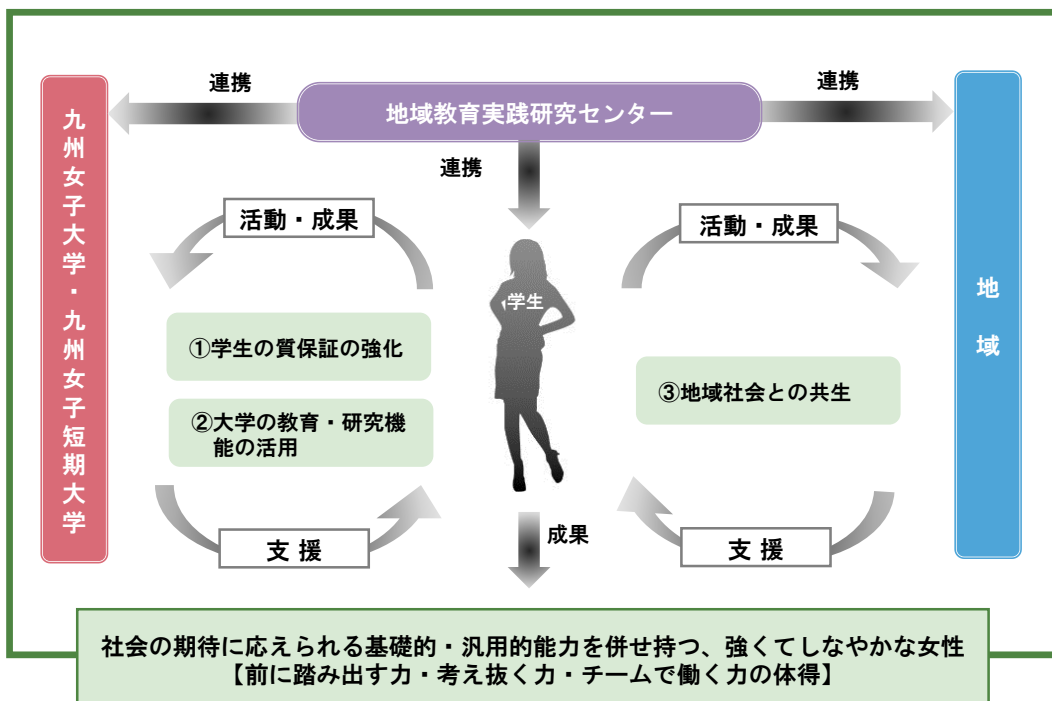 連携
連携
地域教育実践研究センター
九州女子大学・九州女子短期大学
連携
活動・成果
活動・成果
学生
地域
①学生の質保証の強化
③地域社会との共生
②大学の教育・研究機
能の活用
成果
支 援
支 援
社会の期待に応えられる基礎的・汎用的能力を併せ持つ、強くてしなやかな女性
【前に踏み出す力・考え抜く力・チームで働く力の体得】